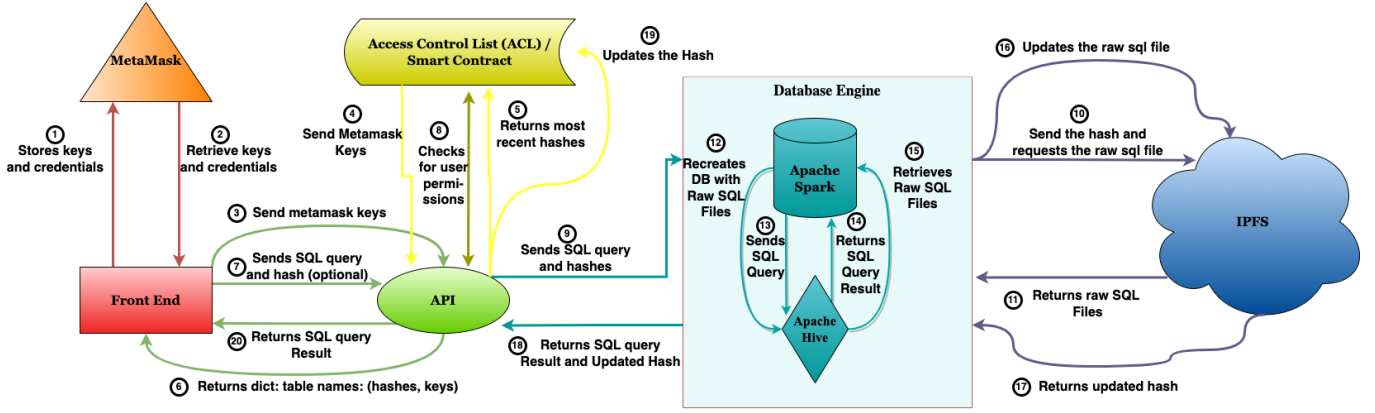 MetaMask
1
Stores keys
and credentials
2
Retrieve keys
and credentials
Access Control List (ACL) /
Smart Contract
19
Updates the Hash
4
Send Metamask
Keys
8
Checks
for user
permi-
ssions
5
Returns most
recent hashes
3
Send metamask keys
7
Sends SQL query
and hash (optional)
Front End
API
20
Returns SQL query
Result
6
Returns dict: table names: (hashes, keys)
9
Sends SQL query
and hashes
18
Returns SQL query
Result and Updated Hash
Database Engine
12
Recreates
DB with
Raw SQL
Files
Apache
Spark
15
Retrieves
Raw SQL
Files
13
Sends
SQL
Query
14
Returns
SQL
Query
Result
Apache
Hive
16
Updates the raw sql file
10
Send the hash and
requests the raw sql file
IPFS
11
Returns raw SQL
Files
17
Returns updated hash